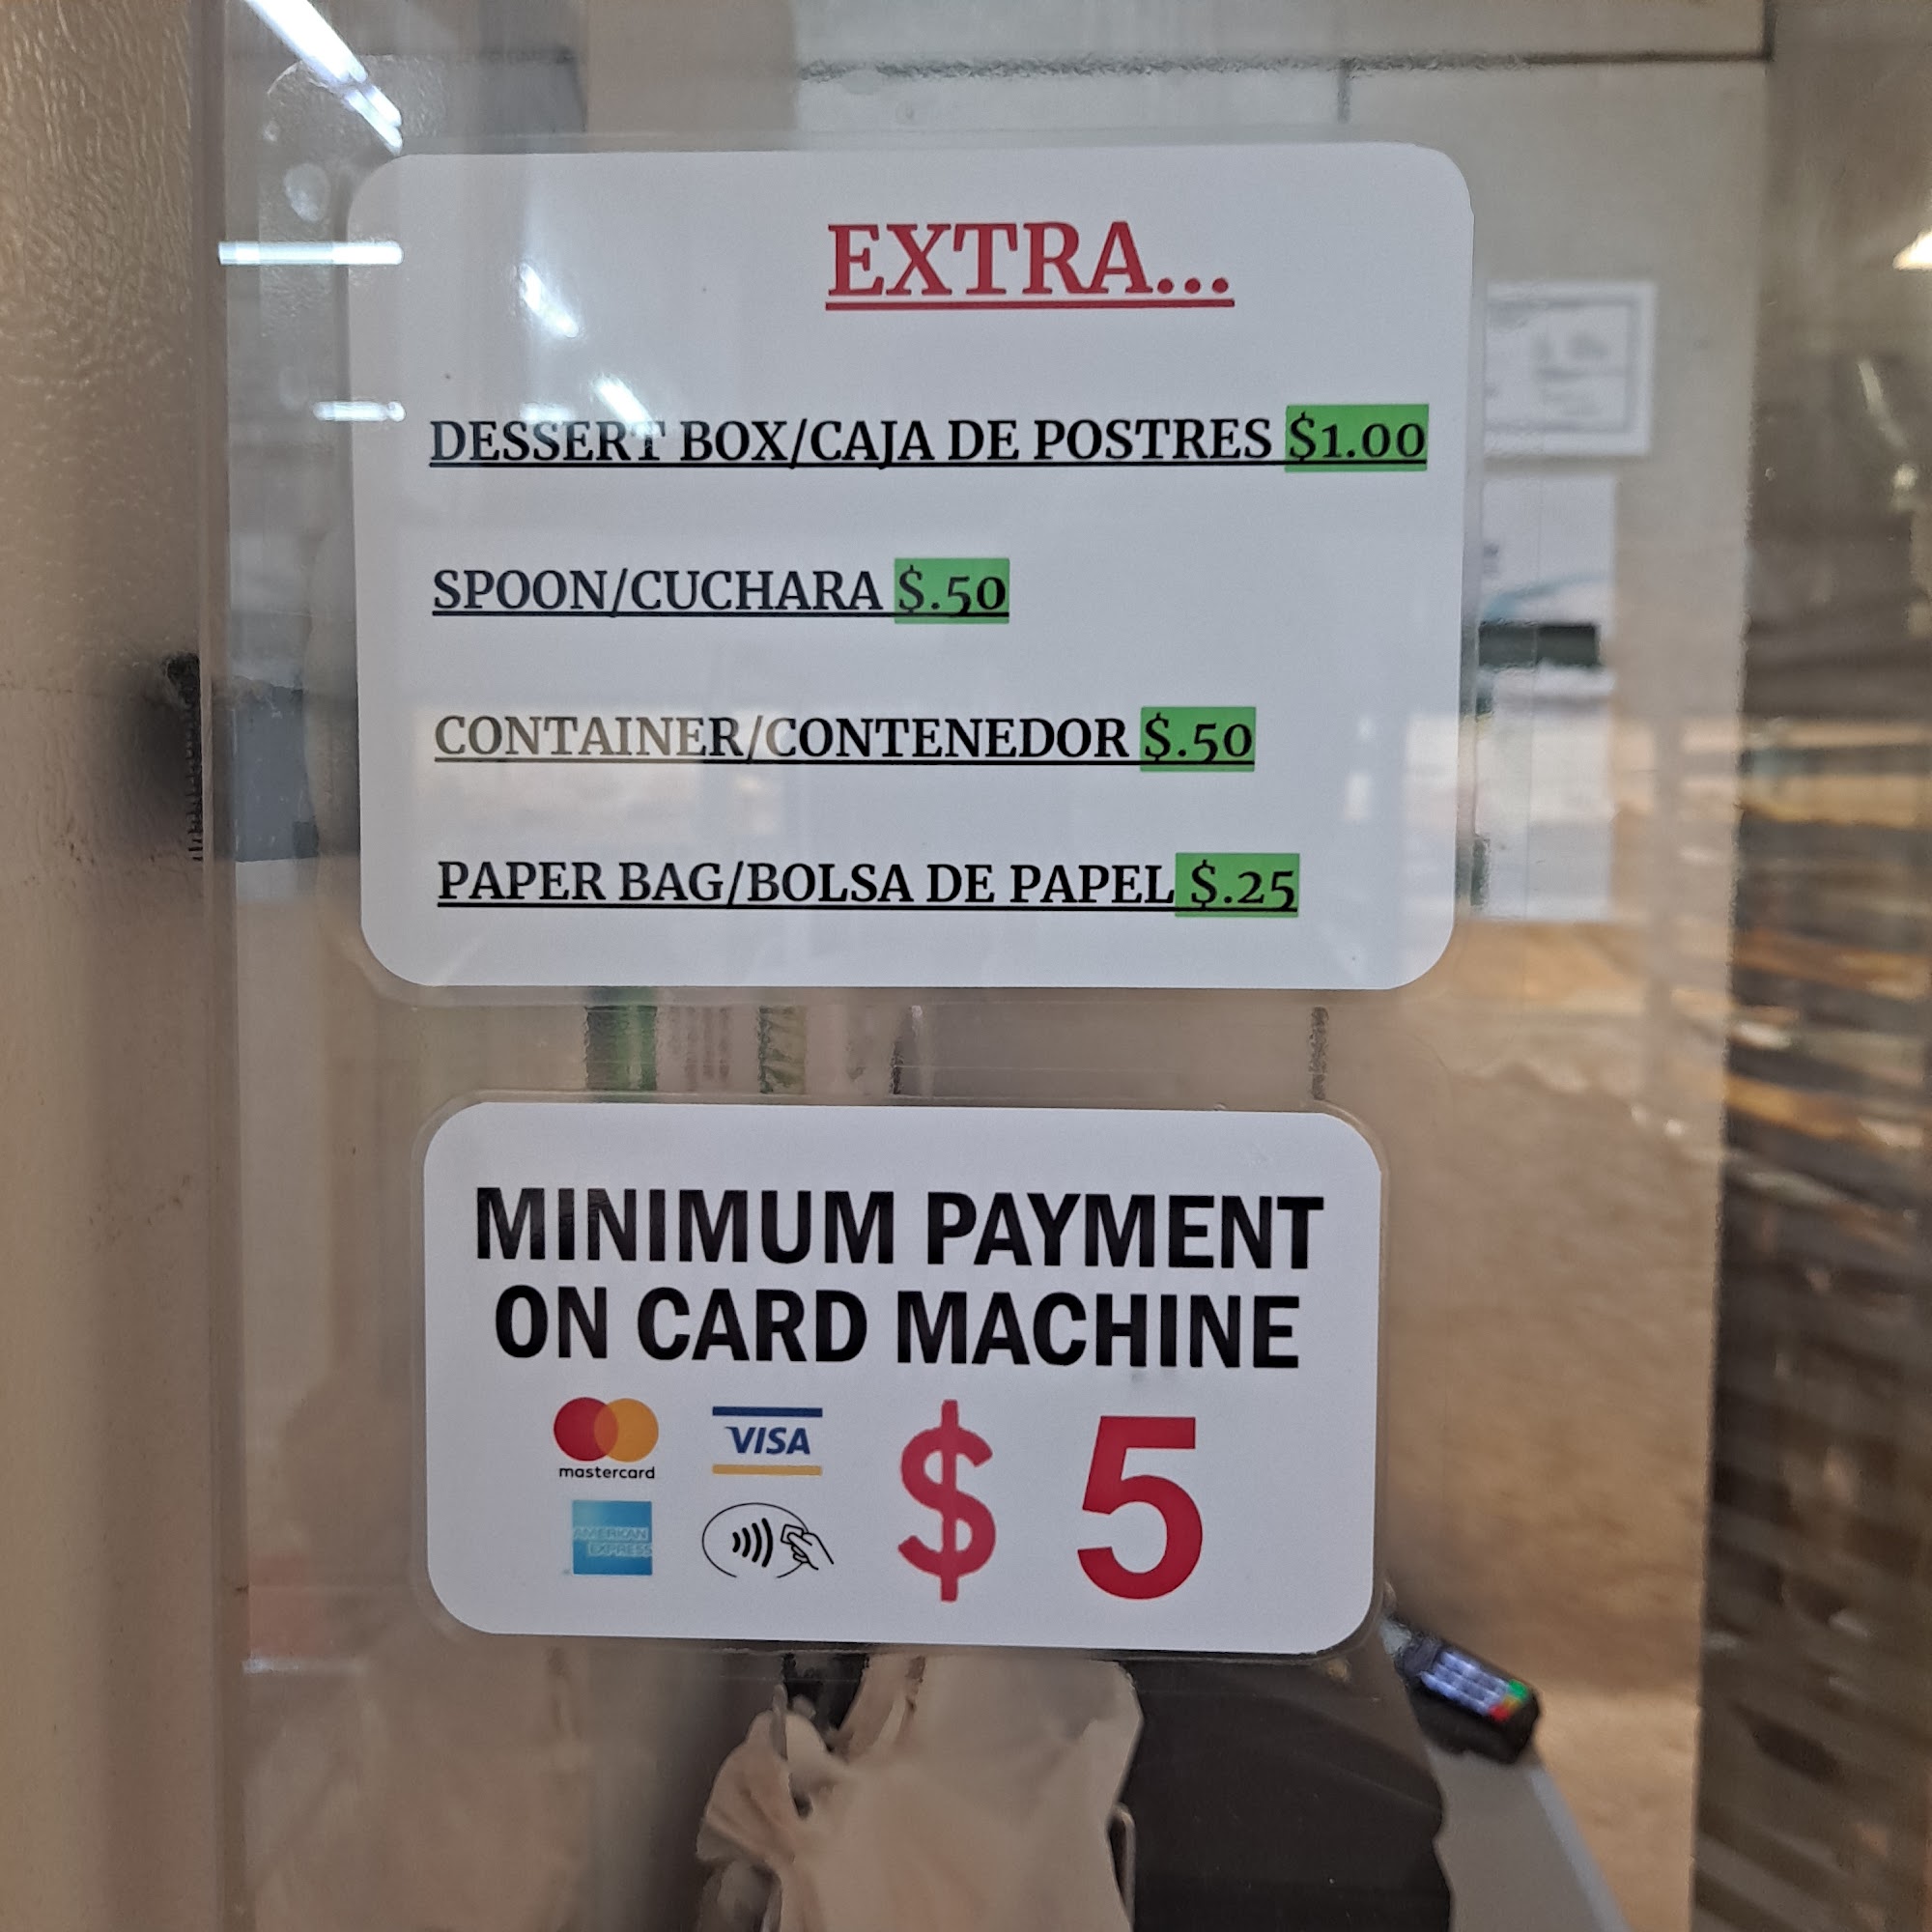 EXTRA...
DESSERT BOX/CAJA DE POSTRES $1.00
SPOON/CUCHARA $.50
CONTAINER/CONTENEDOR $.50
PAPER BAG/BOLSA DE PAPEL $.25
MINIMUM PAYMENT
ON CARD MACHINE
mastercard
VISA
AMERICAN
EXPRESS
$ 5